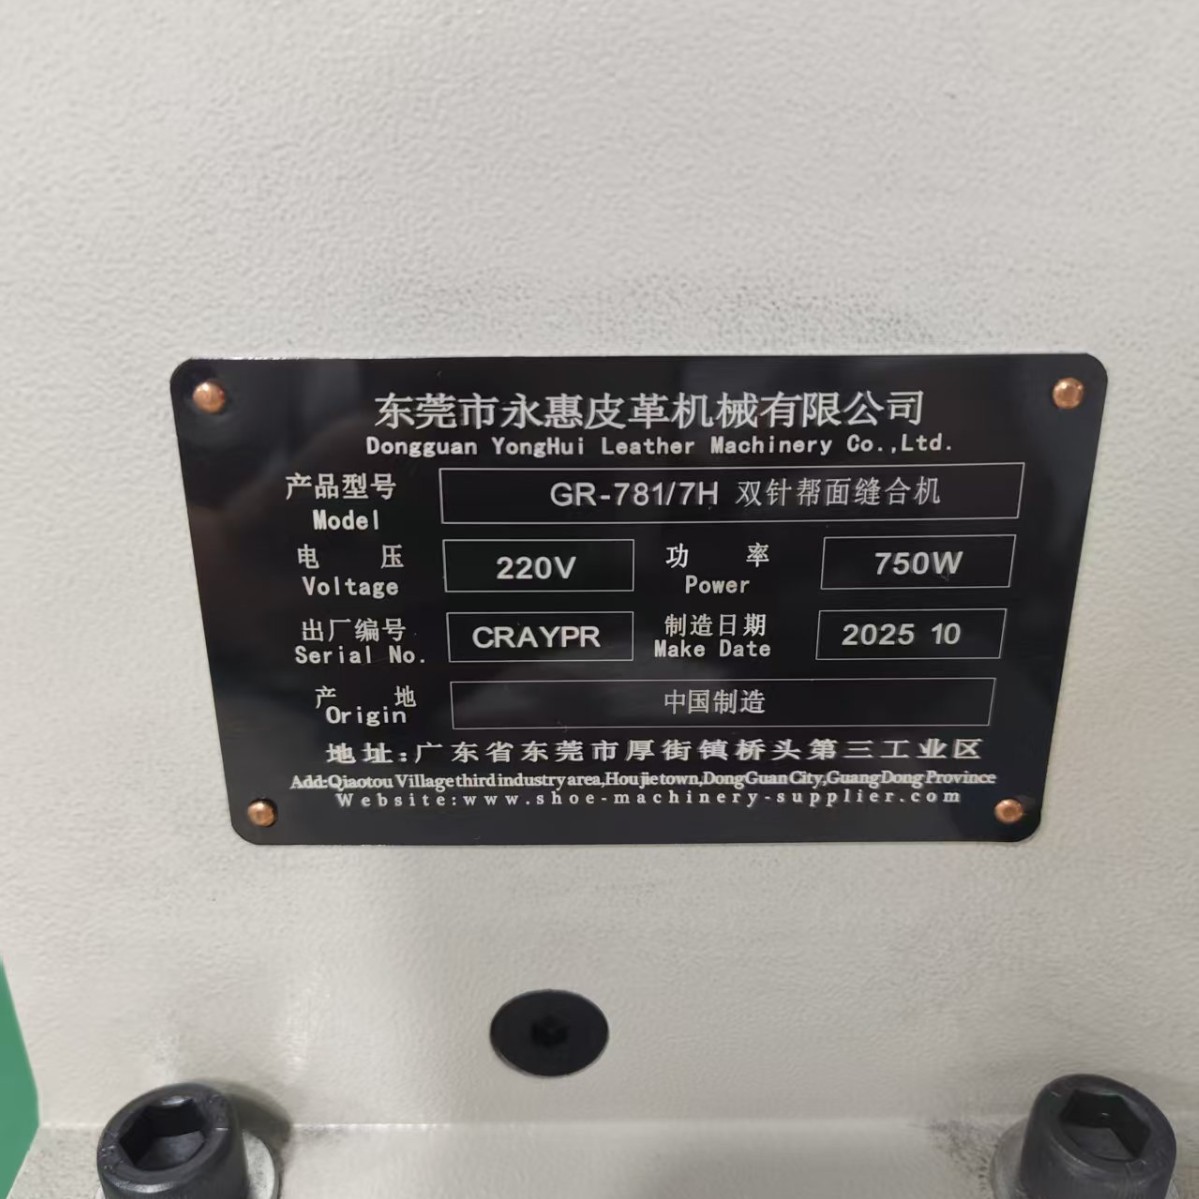 东莞市永惠皮革机械有限公司
Dongguan YongHui Leather Machinery Co.,Ltd.
产品型号 GR-781/7H 双针帮面缝合机
Model
电 压 220V 功 率 750W
Voltage Power
出厂编号 CRAYPR 制造日期 2025 10
Serial No. Make Date
产 地 中国制造
Origin
地址:广东省东莞市厚街镇桥头第三工业区
Add:Qiaotou Village third industry area,Houjie town,DongGuan City,GuangDong Province
Website:www.shoe-machinery-supplier.com